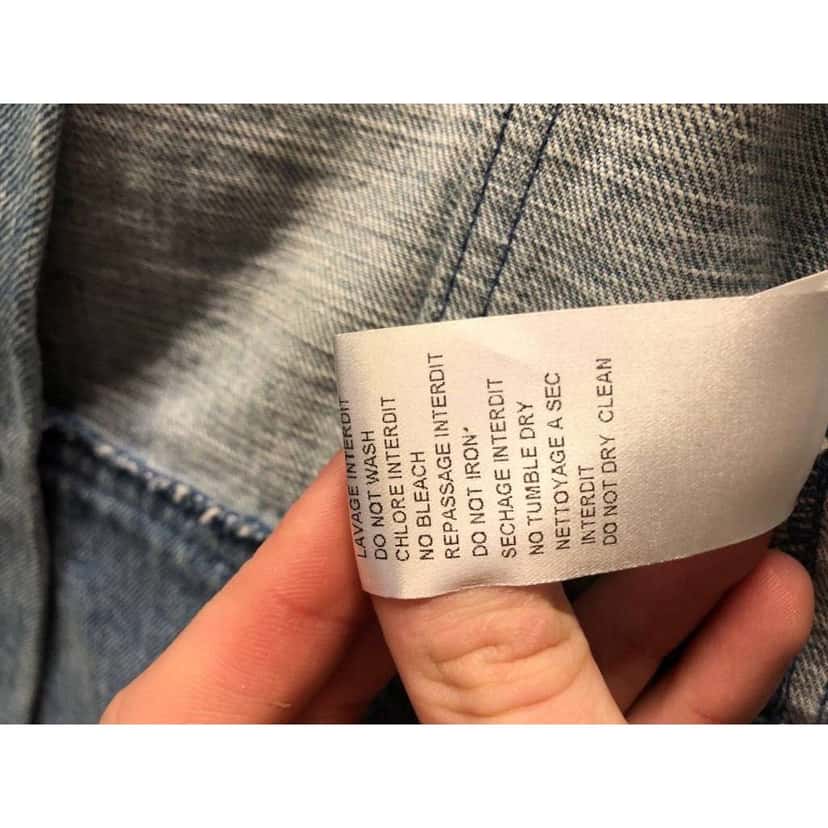 LAVAGE INTERDIT
DO NOT WASH
CHLORE INTERDIT
NO BLEACH
REPASSAGE INTERDIT
DO NOT IRON
SECHAGE INTERDIT
NO TUMBLE DRY
NETTOYAGE A SEC
INTERDIT
DO NOT DRY CLEAN